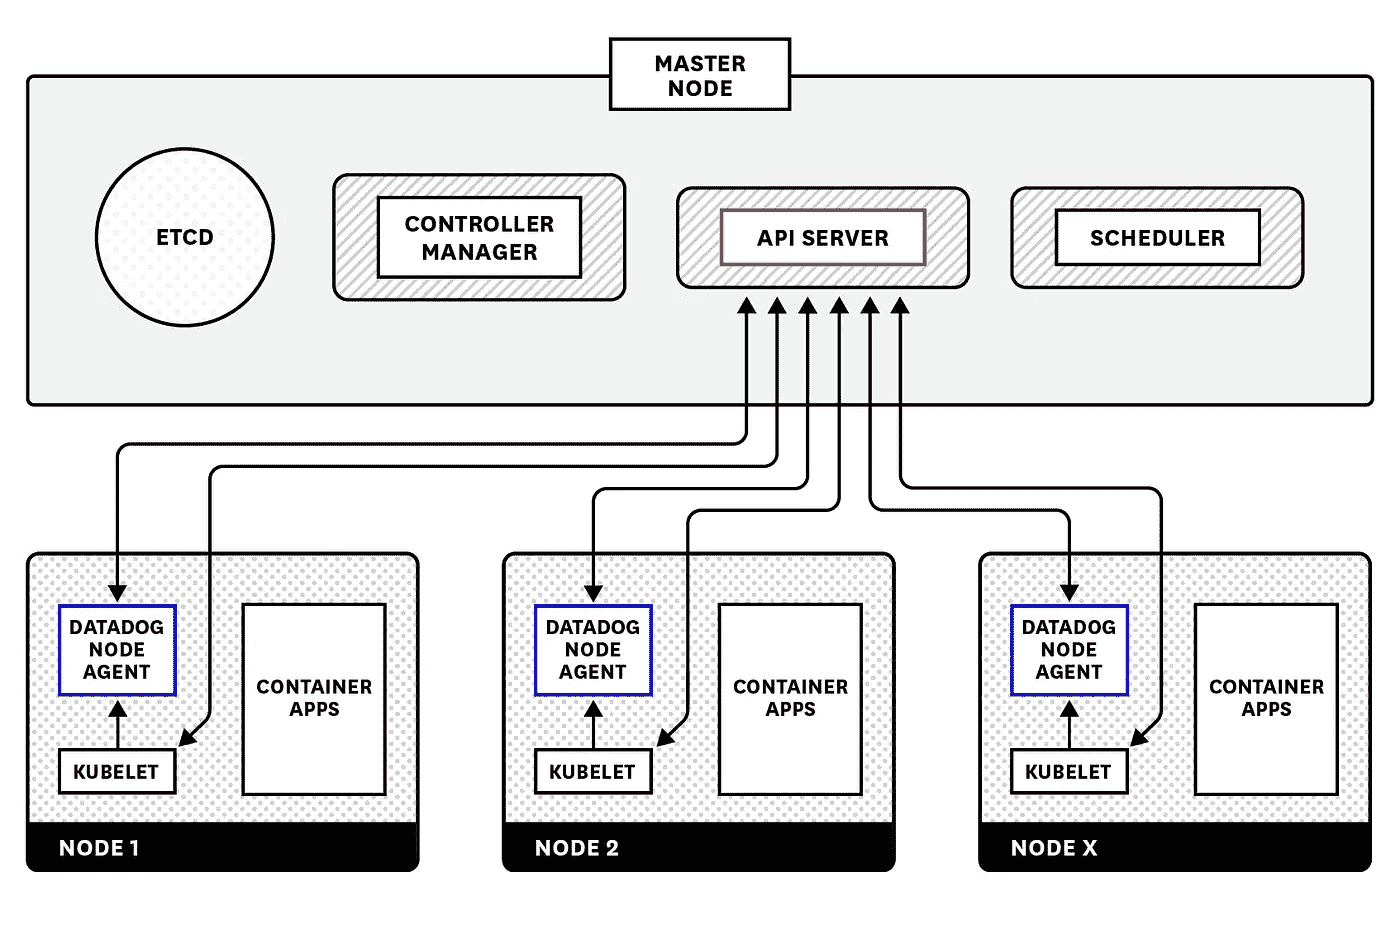 MASTER
NODE
ETCD
CONTROLLER
MANAGER
API SERVER
SCHEDULER
DATADOG
NODE
AGENT
CONTAINER
APPS
KUBELET
NODE 1
DATADOG
NODE
AGENT
CONTAINER
APPS
KUBELET
NODE 2
DATADOG
NODE
AGENT
CONTAINER
APPS
KUBELET
NODE X